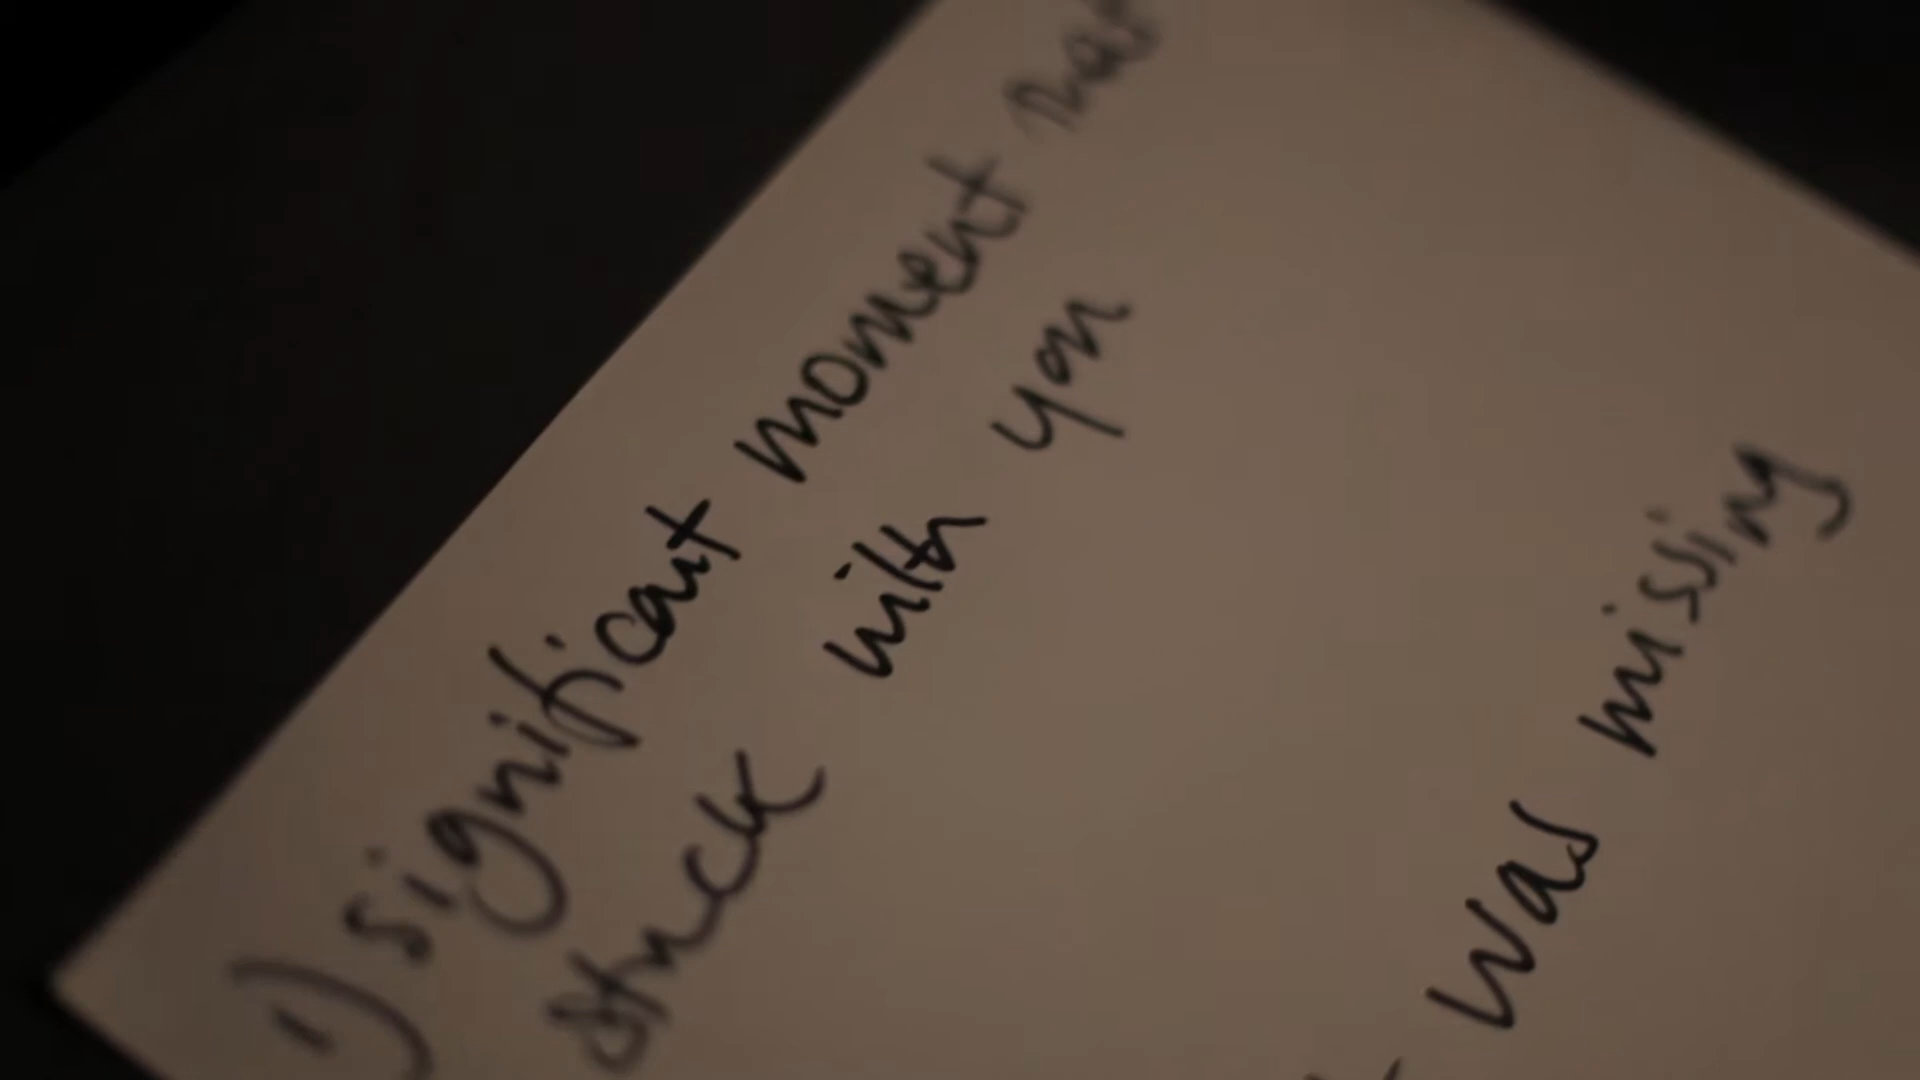 1) significant moment
stuck with you
was missing